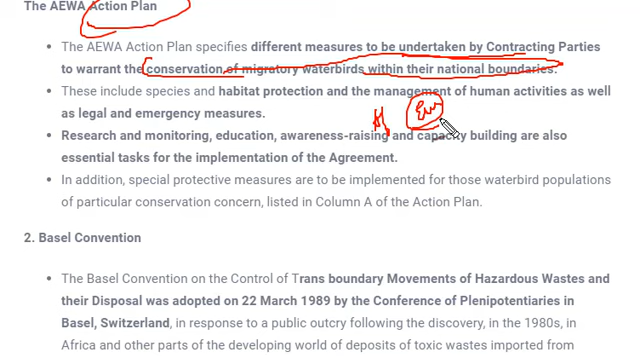 The AEWA Action Plan
The AEWA Action Plan specifies different measures to be undertaken by Contracting Parties
to warrant the conservation of migratory waterbirds within their national boundaries.
These include species and habitat protection and the management of human activities as well
as legal and emergency measures.
Research and monitoring, education, awareness-raising and capacity building are also
essential tasks for the implementation of the Agreement.
In addition, special protective measures are to be implemented for those waterbird populations
of particular conservation concern, listed in Column A of the Action Plan.
2. Basel Convention
The Basel Convention on the Control of Trans boundary Movements of Hazardous Wastes and
their Disposal was adopted on 22 March 1989 by the Conference of Plenipotentiaries in
Basel, Switzerland, in response to a public outcry following the discovery, in the 1980s, in
Africa and other parts of the developing world of deposits of toxic wastes imported from